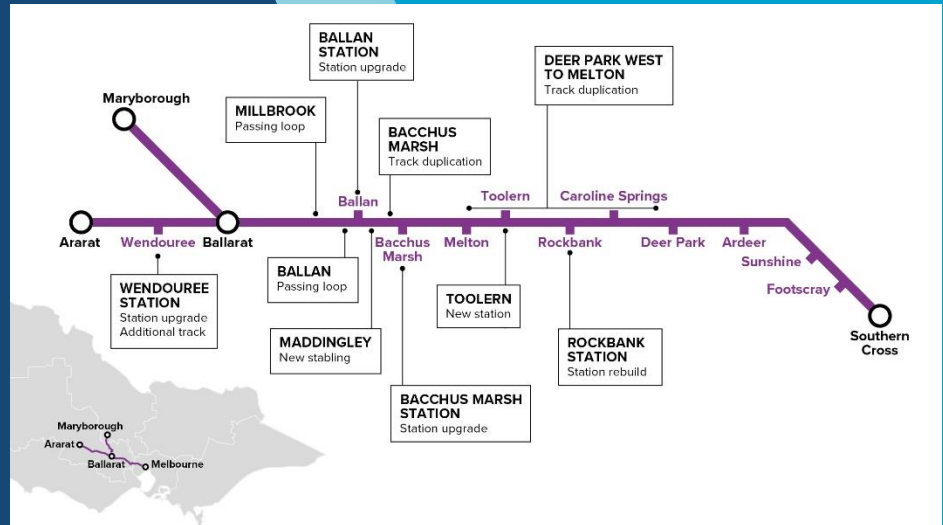 BALLAN
STATION
Station upgrade
DEER PARK WEST
TO MELTON
Track duplication
Maryborough
MILLBROOK
Passing loop
BACCHUS
MARSH
Track duplication
Ballan
Toolern
Caroline Springs
Ararat
Wendouree
Ballarat
Bacchus
Marsh
Melton
Rockbank
Deer Park
Ardeer
Sunshine
Footscray
Southern
Cross
WENDOUREE
STATION
Station upgrade
Additional track
BALLAN
Passing loop
MADDINGLEY
New stabling
TOOLERN
New station
ROCKBANK
STATION
Station rebuild
BACCHUS MARSH
STATION
Station upgrade
Maryborough
Ararat
Ballarat
Melbourne